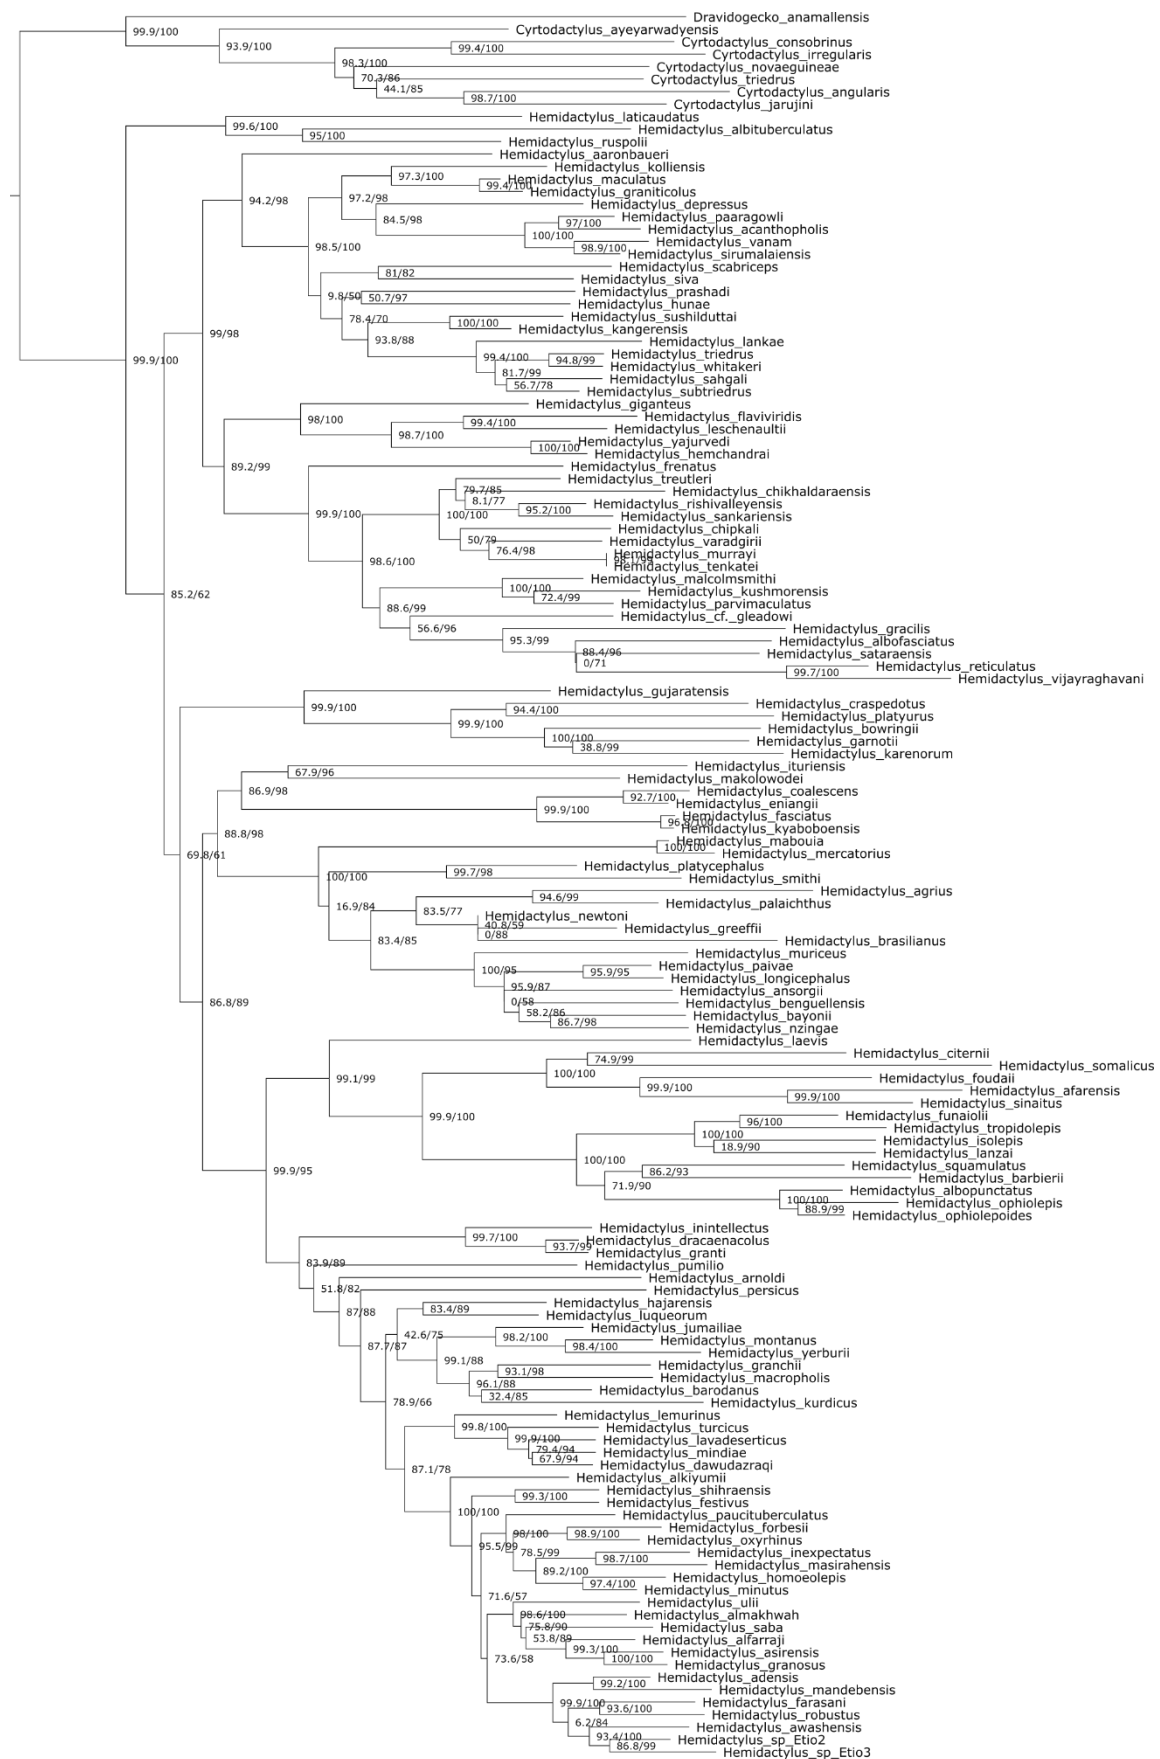 Dravidogecko_anamallensis
99.9/100
Cyrtodactylus_ayeyarwadyensis
93.9/100
Cyrtodactylus_consobrinus
99.4/100
Cyrtodactylus_irregularis
98.3/100
Cyrtodactylus_novaeguineae
70.3/86
Cyrtodactylus_triedrus
44.1/85
Cyrtodactylus_angularis
98.7/100
Cyrtodactylus_jarujini
Hemidactylus_laticaudatus
99.6/100
Hemidactylus_albituberculatus
95/100
Hemidactylus_ruspolii
Hemidactylus_aaronbaueri
Hemidactylus_kolliensis
97.3/100
Hemidactylus_maculatus
99.4/100
Hemidactylus_graniticolus
94.2/98
97.2/98
Hemidactylus_depressus
84.5/98
Hemidactylus_paaragowli
97/100
Hemidactylus_acanthopholis
100/100
Hemidactylus_vanam
98.5/100
98.9/100
Hemidactylus_sirumalaiensis
Hemidactylus_scabriceps
81/82
Hemidactylus_siva
Hemidactylus_prashadi
9.8/50
50.7/97
Hemidactylus_hunae
78.4/70
Hemidactylus_sushilduttai
100/100
Hemidactylus_kangerensis
99/98
93.8/88
Hemidactylus_lankae
99.4/100
Hemidactylus_triedrus
99.9/100
94.8/99
Hemidactylus_whitakeri
81.7/99
Hemidactylus_sahgali
56.7/78
Hemidactylus_subtriedrus
Hemidactylus_giganteus
98/100
Hemidactylus_flaviviridis
99.4/100
Hemidactylus_leschenaultii
98.7/100
Hemidactylus_yajurvedi
100/100
Hemidactylus_hemchandrai
89.2/99
Hemidactylus_frenatus
Hemidactylus_treutleri
79.7/85
Hemidactylus_chikhaldaraensis
8.1/77
Hemidactylus_rishivalleyensis
95.2/100
99.9/100
100/100
Hemidactylus_sankariensis
Hemidactylus_chipkali
50/79
Hemidactylus_varadgirii
76.4/98
Hemidactylus_murrayi
98.6/100
98.1/99
Hemidactylus_tenkatei
Hemidactylus_malcolmsmithi
100/100
Hemidactylus_kushmorensis
85.2/62
72.4/99
Hemidactylus_parvimaculatus
88.6/99
Hemidactylus_cf._gleadowi
56.6/96
Hemidactylus_gracilis
95.3/99
Hemidactylus_albofasciatus
88.4/96
Hemidactylus_sataraensis
0/71
Hemidactylus_reticulatus
99.7/100
Hemidactylus_vijayraghavani
Hemidactylus_gujaratensis
99.9/100
Hemidactylus_craspedotus
94.4/100
Hemidactylus_platyurus
99.9/100
Hemidactylus_bowringii
100/100
Hemidactylus_garnotii
38.8/99
Hemidactylus_karenorum
Hemidactylus_ituriensis
67.9/96
Hemidactylus_makolowodei
86.9/98
Hemidactylus_coalescens
92.7/100
Hemidactylus_eniangii
99.9/100
Hemidactylus_fasciatus
96.8/100
Hemidactylus_kyaboboensis
88.8/98
Hemidactylus_mabouia
100/100
Hemidactylus_mercatorius
69.8/61
Hemidactylus_platycephalus
99.7/98
Hemidactylus_smithi
100/100
Hemidactylus_agrius
94.6/99
Hemidactylus_palaichthus
16.9/84
83.5/77
Hemidactylus_newtoni
40.8/59
Hemidactylus_greeffii
0/88
Hemidactylus_brasilianus
83.4/85
Hemidactylus_muriceus
Hemidactylus_paivae
100/95
95.9/95
Hemidactylus_longicephalus
95.9/87
Hemidactylus_ansorgii
0/58
Hemidactylus_benguellensis
86.8/89
58.2/86
Hemidactylus_bayonii
86.7/98
Hemidactylus_nzingae
Hemidactylus_laevis
Hemidactylus_citernii
74.9/99
Hemidactylus_somalicus
99.1/99
100/100
Hemidactylus_foudaii
99.9/100
Hemidactylus_afarensis
99.9/100
Hemidactylus_sinaitus
99.9/100
Hemidactylus_funaiolii
96/100
Hemidactylus_tropidolepis
100/100
Hemidactylus_isolepis
18.9/90
Hemidactylus_lanzai
100/100
Hemidactylus_squamulatus
99.9/95
86.2/93
Hemidactylus_barbierii
71.9/90
Hemidactylus_albopunctatus
100/100
Hemidactylus_ophiolepis
88.9/99
Hemidactylus_ophiolepoides
Hemidactylus_inintellectus
99.7/100
Hemidactylus_dracaenacolus
93.7/99
Hemidactylus_granti
83.9/89
Hemidactylus_pumilio
Hemidactylus_arnoldi
51.8/82
Hemidactylus_persicus
87/88
Hemidactylus_hajarensis
83.4/89
Hemidactylus_luqueorum
42.6/75
Hemidactylus_jumailiae
98.2/100
Hemidactylus_montanus
87.7/87
98.4/100
Hemidactylus_yerburii
99.1/88
Hemidactylus_granchii
93.1/98
Hemidactylus_macropholis
96.1/88
Hemidactylus_barodanus
32.4/85
Hemidactylus_kurdicus
78.9/66
Hemidactylus_lemurinus
99.8/100
Hemidactylus_turcicus
99.9/100
Hemidactylus_lavadeserticus
79.4/94
Hemidactylus_mindiae
67.9/94
Hemidactylus_dawudazraqi
87.1/78
Hemidactylus_alkiyumii
Hemidactylus_shihraensis
99.3/100
Hemidactylus_festivus
100/100
Hemidactylus_paucituberculatus
Hemidactylus_forbesii
98/100
98.9/100
Hemidactylus_oxyrhinus
95.5/99
78.5/99
Hemidactylus_inexpectatus
98.7/100
Hemidactylus_masirahensis
89.2/100
Hemidactylus_homoeolepis
97.4/100
Hemidactylus_minutus
71.6/57
Hemidactylus_ulii
98.6/100
Hemidactylus_almakhwah
75.8/90
Hemidactylus_saba
53.8/89
Hemidactylus_alfarraji
99.3/100
Hemidactylus_asirensis
73.6/58
100/100
Hemidactylus_granosus
Hemidactylus_adensis
99.2/100
Hemidactylus_mandebensis
99.9/100
Hemidactylus_farasani
93.6/100
Hemidactylus_robustus
6.2/84
Hemidactylus_awashensis
93.4/100
Hemidactylus_sp_Etio2
86.8/99
Hemidactylus_sp_Etio3